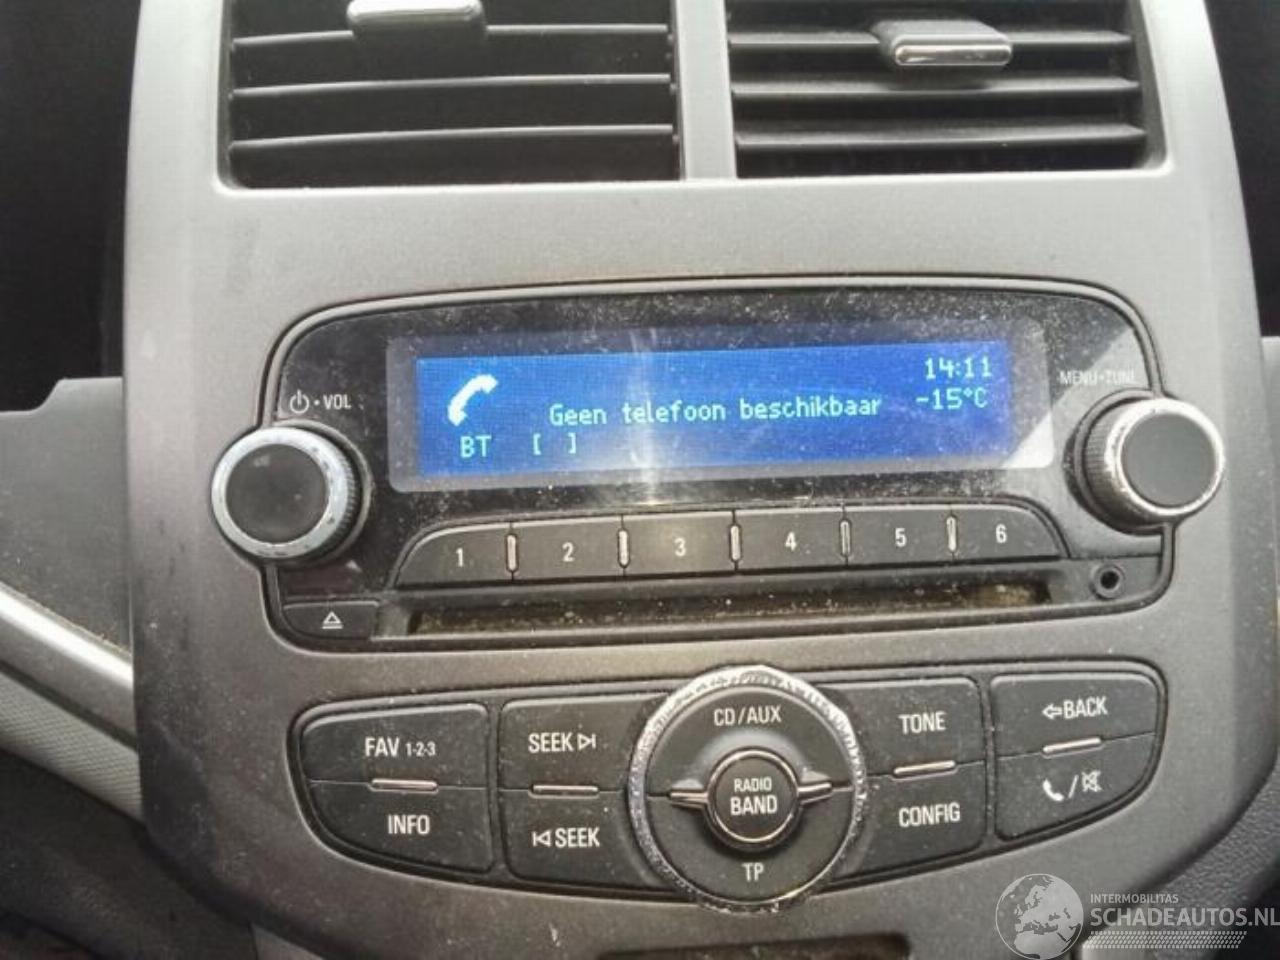 VOL
MENU•TUNE
14:11
Geen telefoon beschikbaar -15°C
BT [ ]
1 2 3 4 5 6
FAV 1-2-3
SEEK
CD/AUX
TONE
BACK
RADIO
BAND
INFO
SEEK
TP
CONFIG
/
INTERMOBILITAS
SCHADEAUTOS.NL